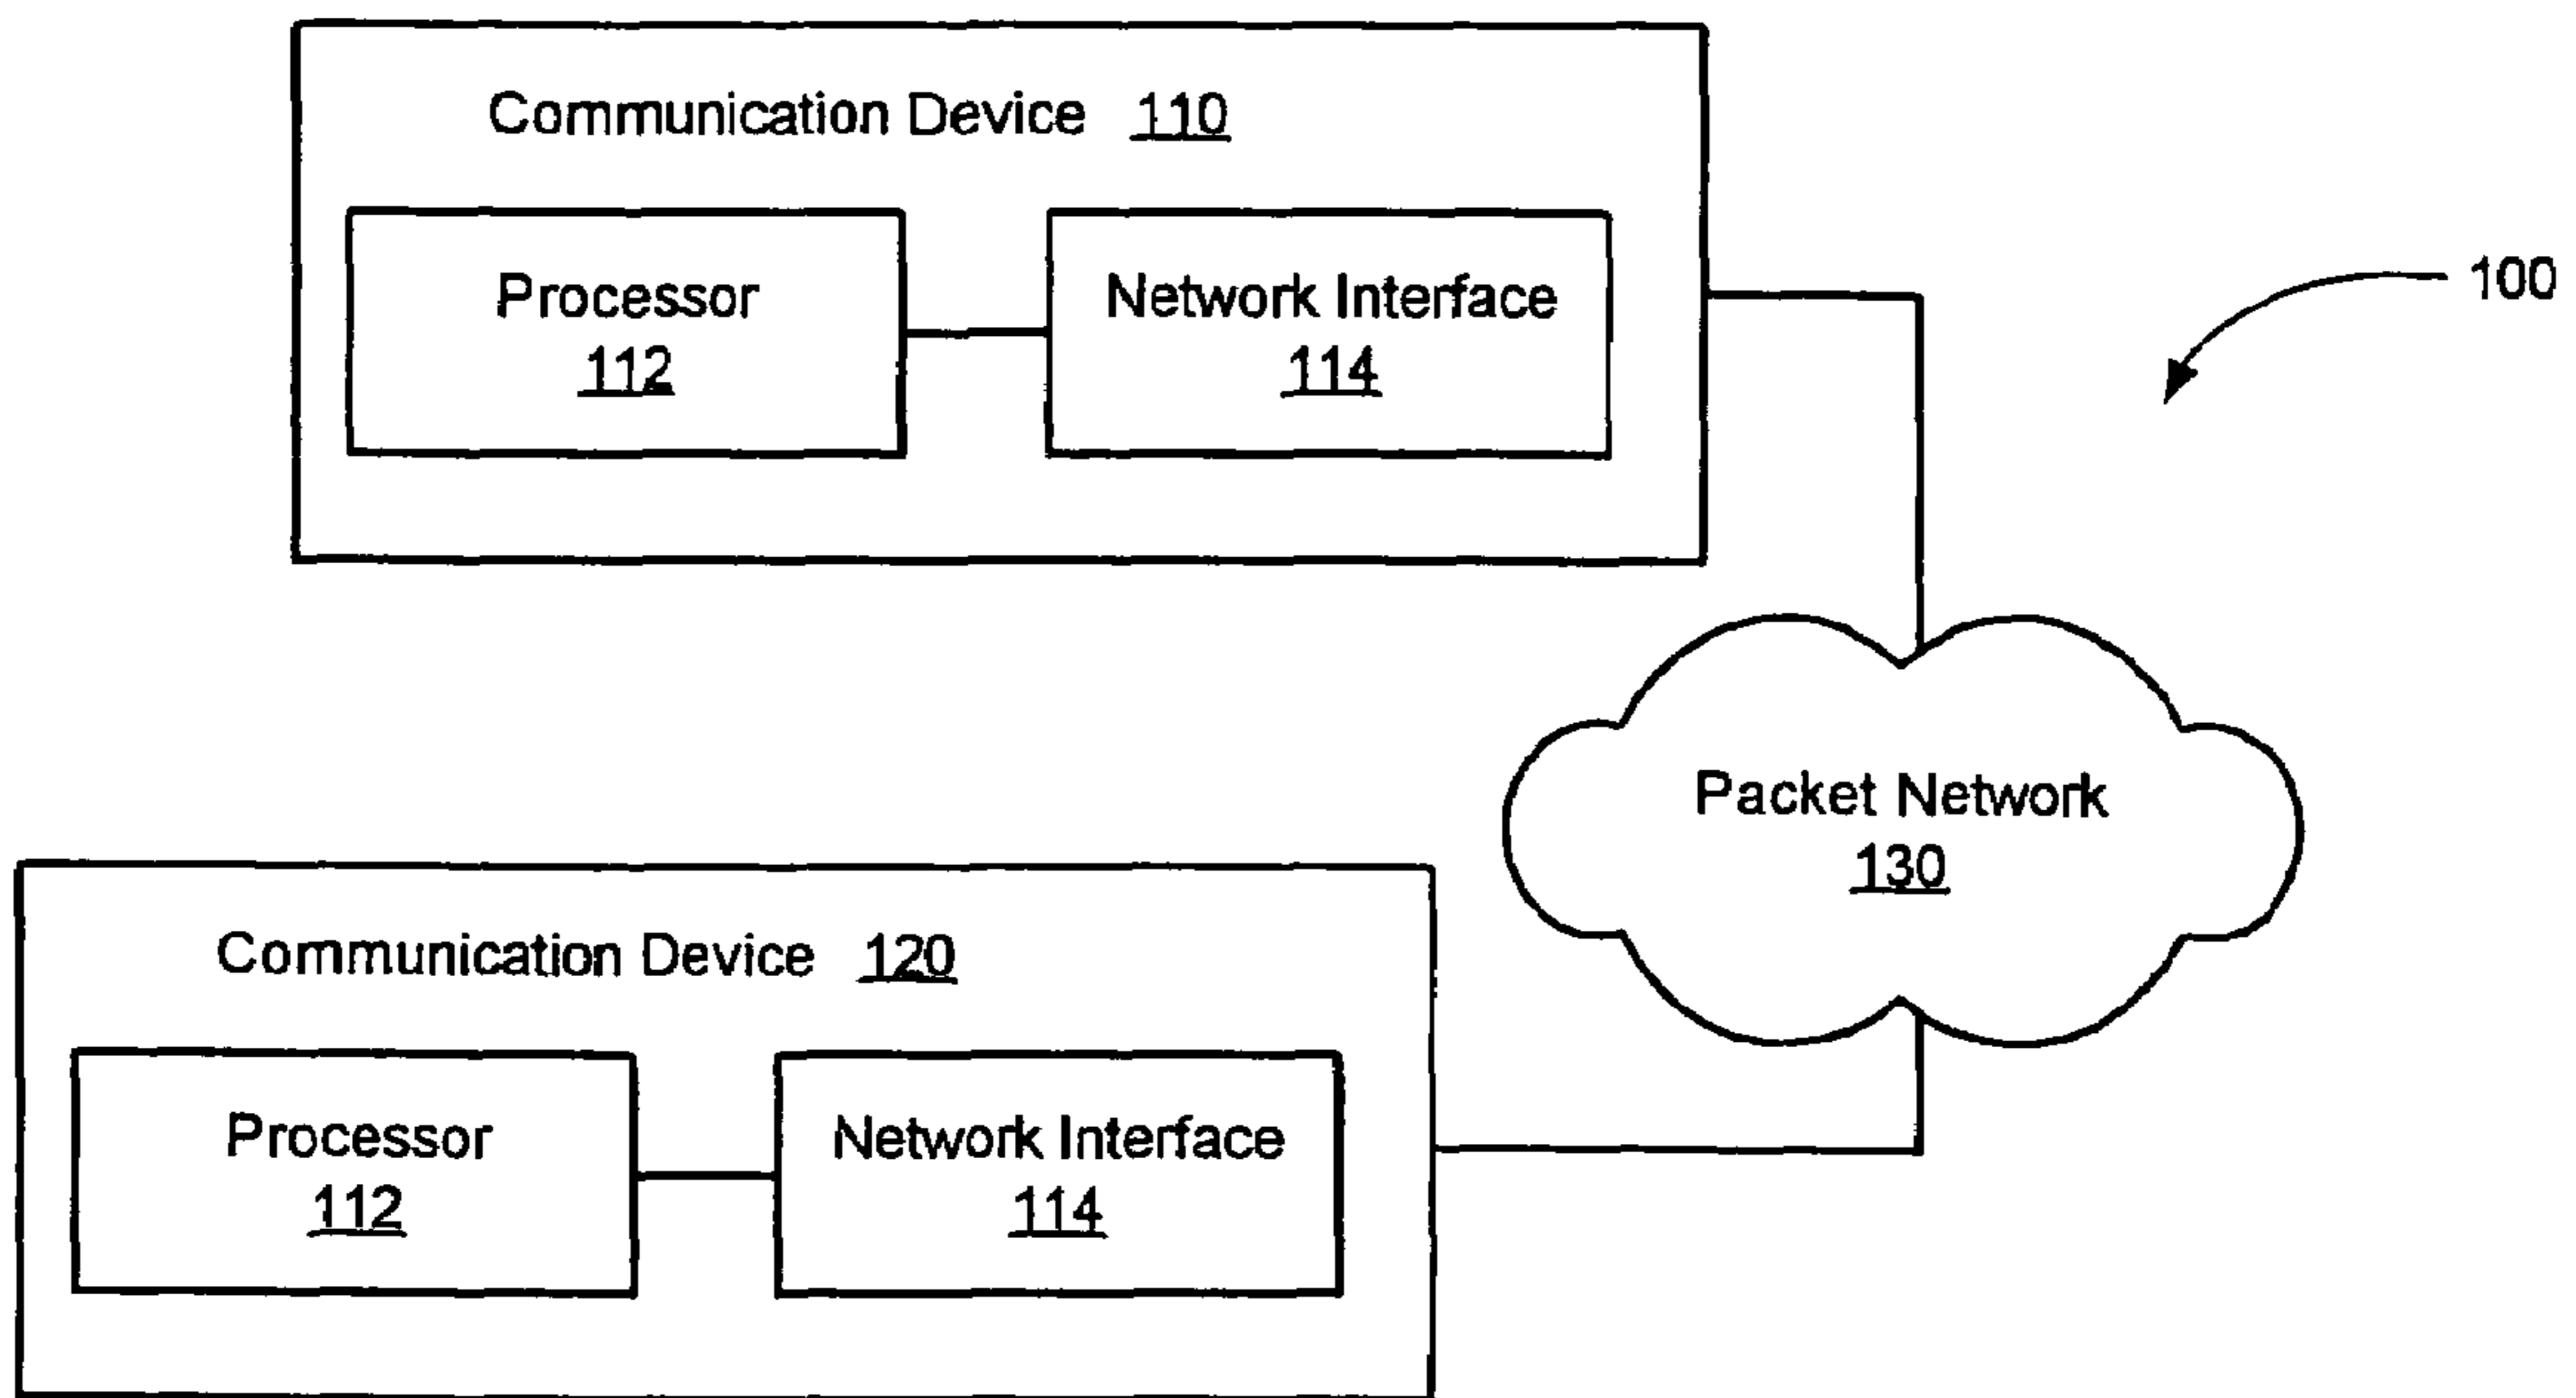 Communication Device 110
Processor
112
Network Interface
114
100
Packet Network
130
Communication Device 120
Processor
112
Network Interface
114